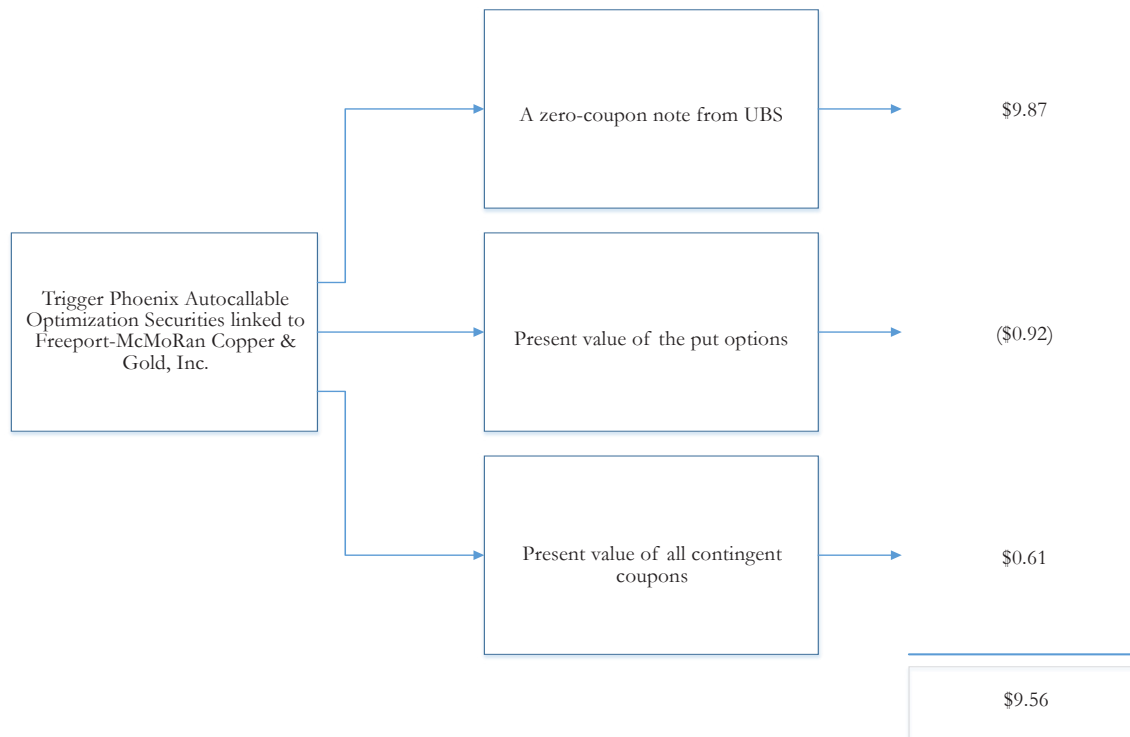 A zero-coupon note from UBS
$9.87
Trigger Phoenix Autocallable
Optimization Securities linked to
Freeport-McMoRan Copper &
Gold, Inc.
Present value of the put options
($0.92)
Present value of all contingent
coupons
$0.61
$9.56